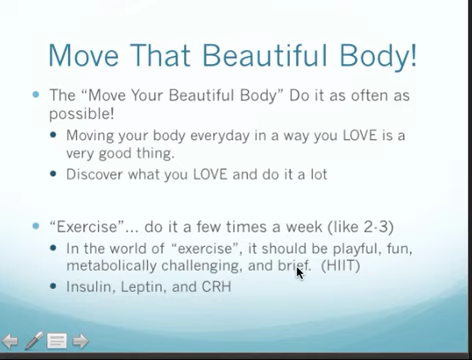 Move That Beautiful Body!
The “Move Your Beautiful Body” Do it as often as
possible!
Moving your body everyday in a way you LOVE is a
very good thing.
Discover what you LOVE and do it a lot
“Exercise”... do it a few times a week (like 2-3)
In the world of “exercise”, it should be playful, fun,
metabolically challenging, and brief.  (HIIT)
Insulin, Leptin, and CRH